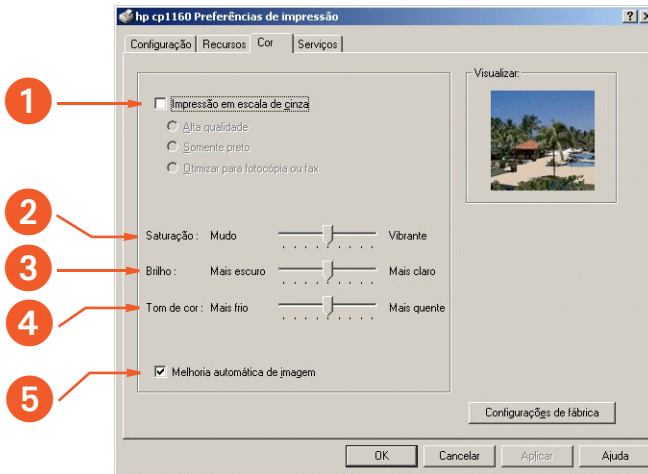 hp cp1160 Preferências de impressão
Configuração Recursos Cor Serviços
Visualizar:
1
Impressão em escala de cinza
Alta qualidade
Somente preto
Otimizar para fotocópia ou fax
2
Saturação : Mudo Vibrante
3
Brilho : Mais escuro Mais claro
4
Tom de cor : Mais frio Mais quente
5
Melhoria automática de imagem
Configurações de fábrica
OK Cancelar Aplicar Ajuda